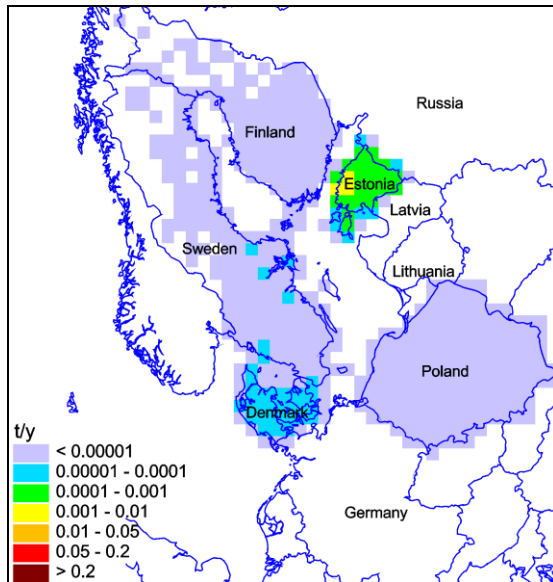 Russia
Finland
Estonia
Latvia
Sweden
Lithuania
Poland
Denmark
Germany
t/y
< 0.00001
0.00001 - 0.0001
0.0001 - 0.001
0.001 - 0.01
0.01 - 0.05
0.05 - 0.2
> 0.2